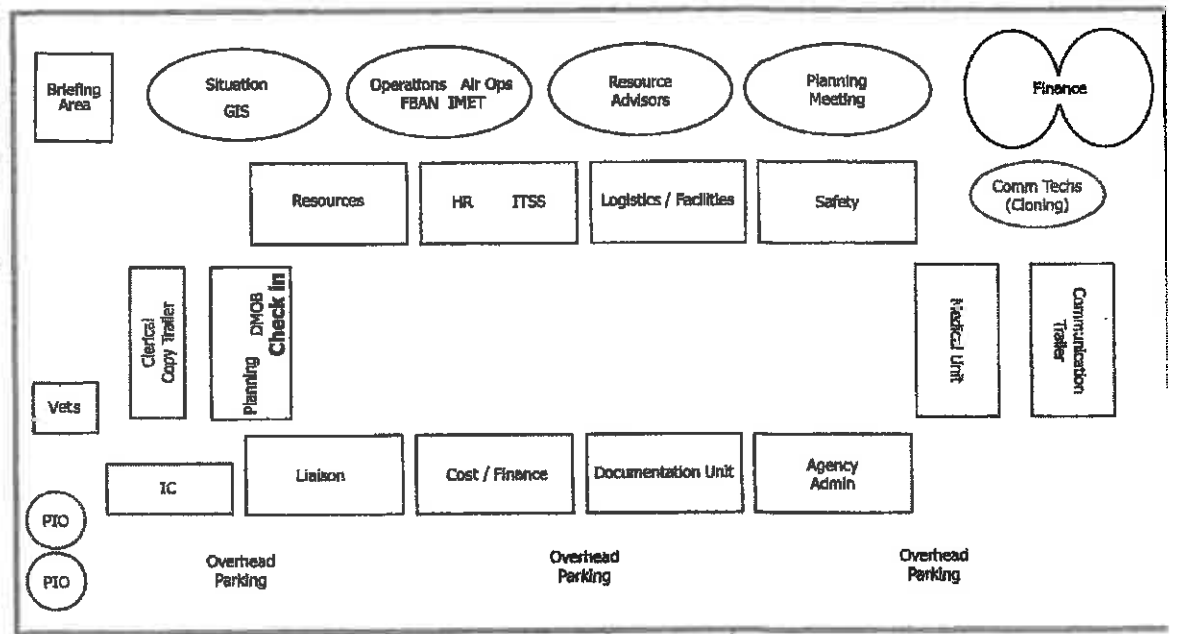 Briefing
Area
Situation
GIS
Operations Air Ops
FBAN IMET
Resource
Advisors
Planning
Meeting
Finance
Resources
HR ITSS
Logistics / Facilities
Safety
Comm Techs
(Cloning)
Clerical
Copy Trailer
Planning DMOB
Check in
Medical Unit
Communication
Trailer
Vets
IC
Liaison
Cost / Finance
Documentation Unit
Agency
Admin
PIO
PIO
Overhead
Parking
Overhead
Parking
Overhead
Parking